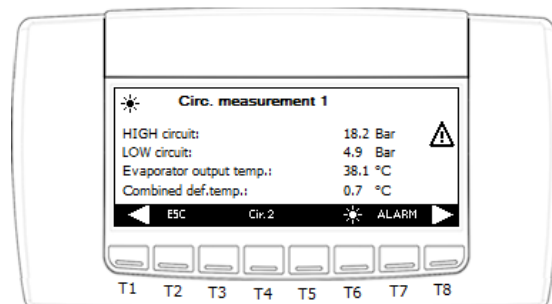 Circ. measurement 1
HIGH circuit: 18.2 Bar
LOW circuit: 4.9 Bar
Evaporator output temp.: 38.1 °C
Combined def.temp.: 0.7 °C
ESC Cir.2 ALARM
T1 T2 T3 T4 T5 T6 T7 T8